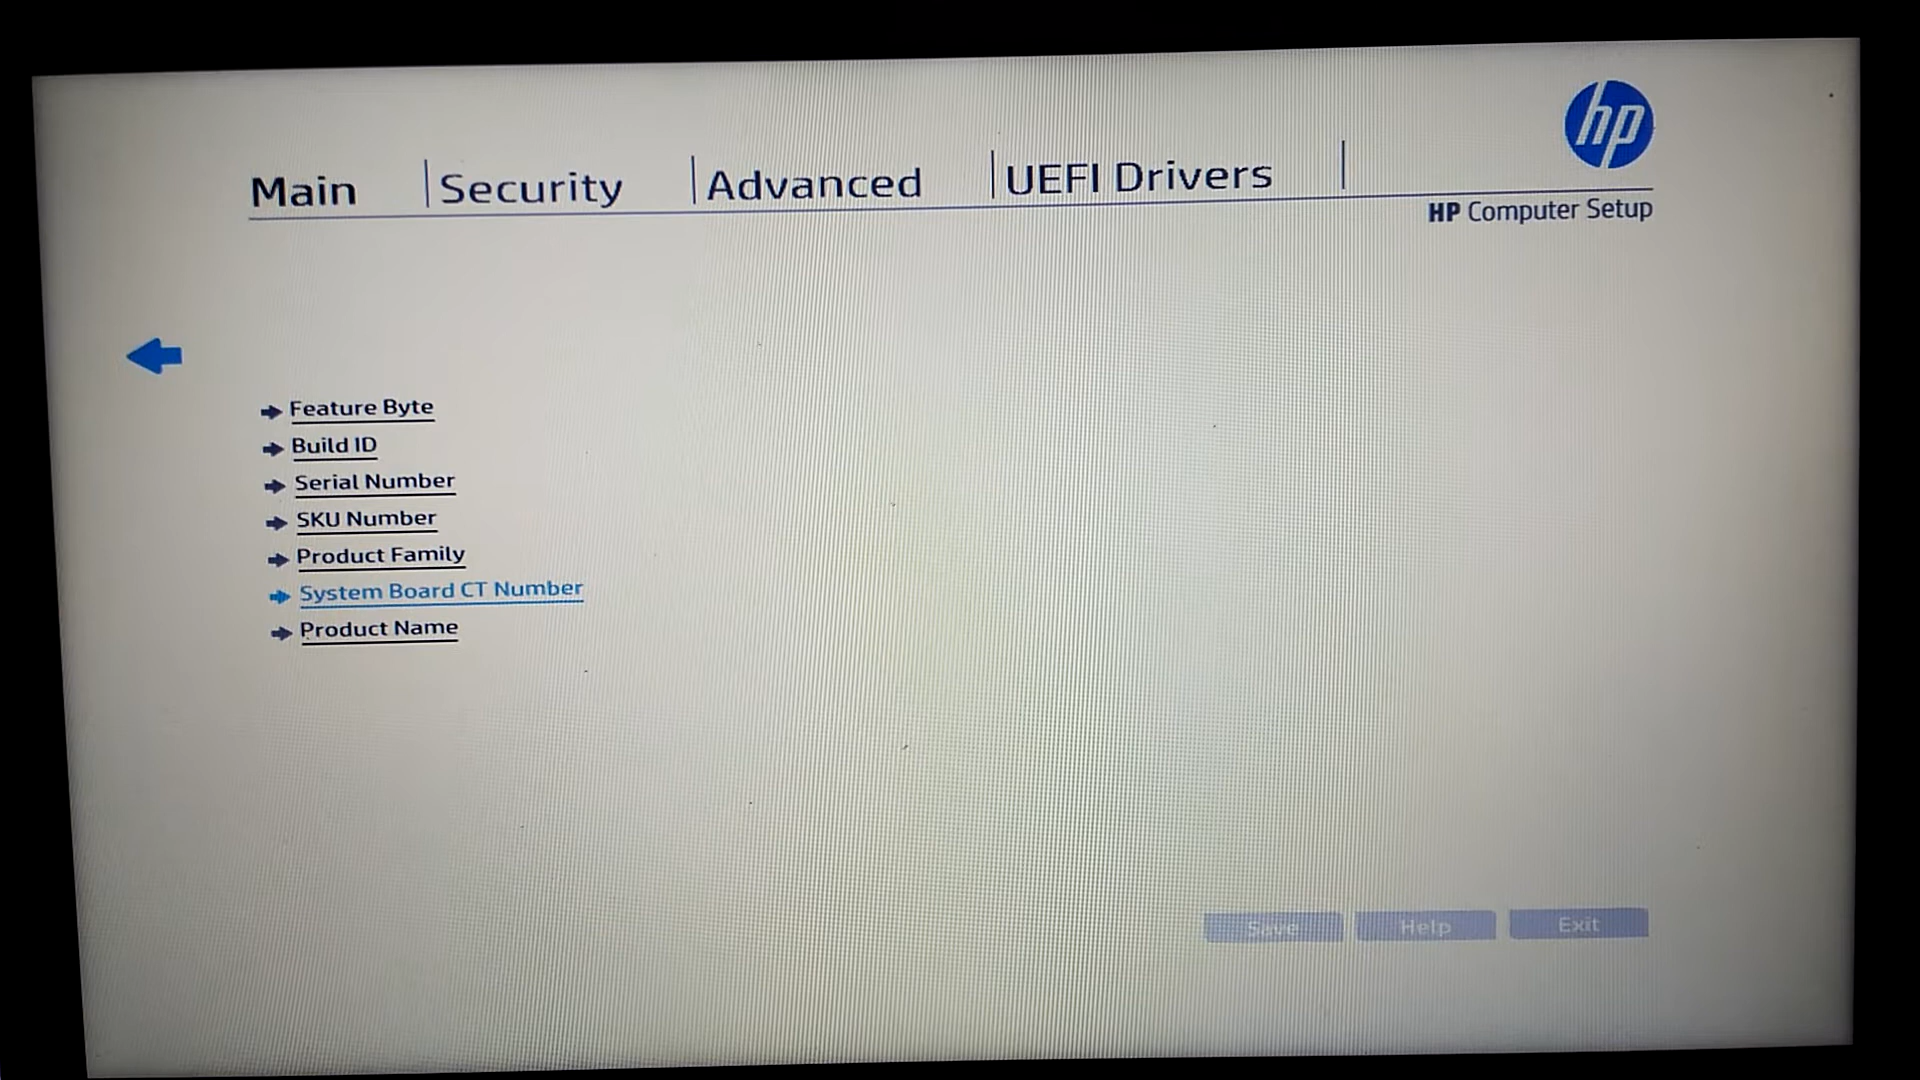 hp
Main Security Advanced UEFI Drivers
HP Computer Setup
Feature Byte
Build ID
Serial Number
SKU Number
Product Family
System Board CT Number
Product Name
Save Help Exit